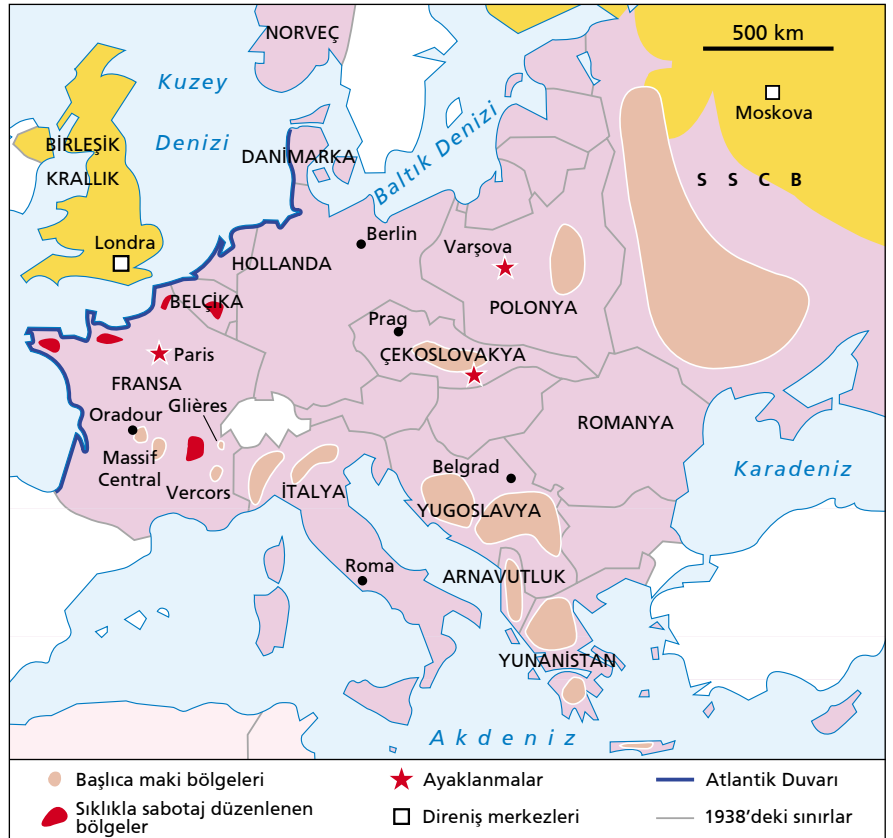 NORVEÇ
500 km
Kuzey
Denizi
Moskova
BİRLEŞİK
KRALLIK
DANİMARKA
Baltık Denizi
S S C B
Londra
Berlin
HOLLANDA
Varşova
BELÇİKA
POLONYA
Prag
ÇEKOSLOVAKYA
Paris
FRANSA
Glières
Oradour
ROMANYA
Massif
Central
Vercors
İTALYA
Belgrad
Karadeniz
YUGOSLAVYA
Roma
ARNAVUTLUK
YUNANİSTAN
Akdeniz
Başlıca maki bölgeleri
Ayaklanmalar
Atlantik Duvarı
Sıklıkla sabotaj düzenlenen
bölgeler
Direniş merkezleri
1938'deki sınırlar